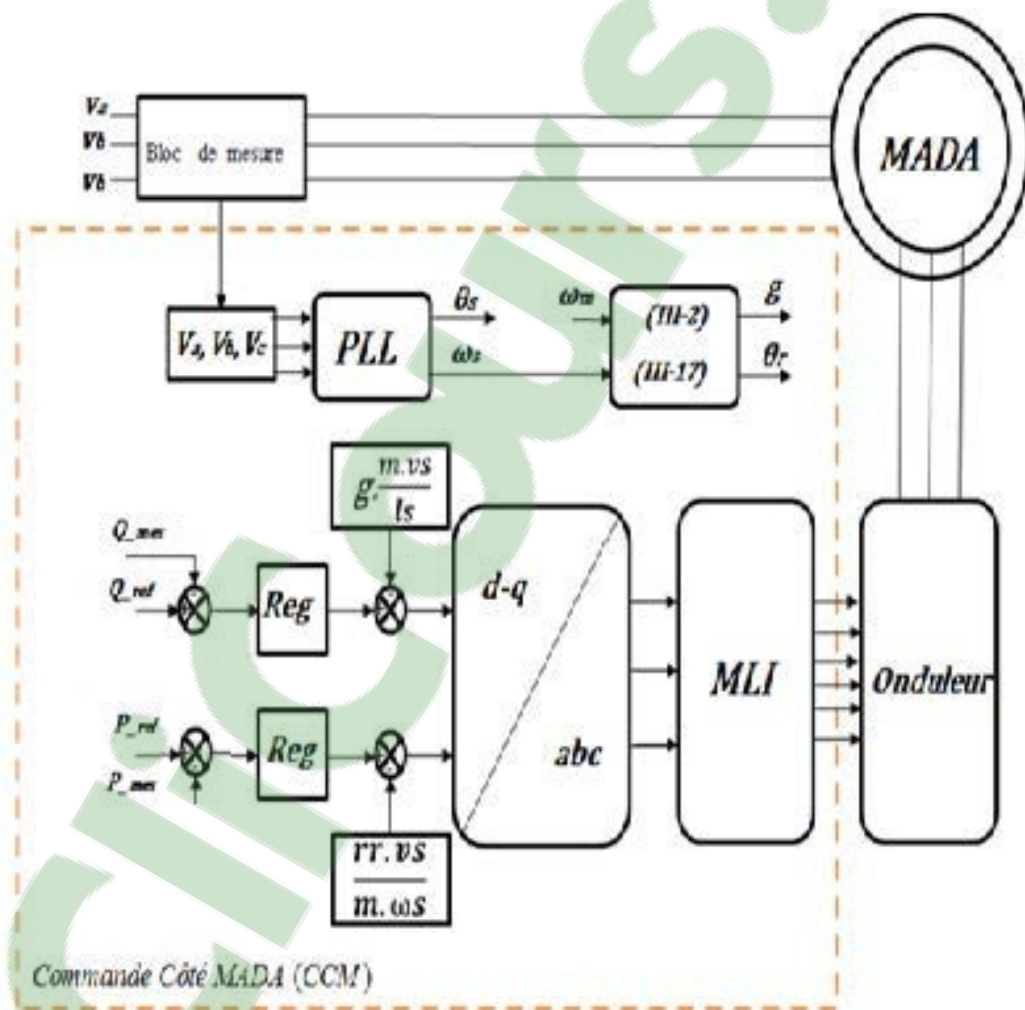 Va
Vb
Vb
Bloc de mesure
MADA
Va, Vb, Vc
PLL
θs
ωs
ωm
(III-2)
(III-17)
g
θr
g. m.vs
ls
Q_mes
Q_ref
Reg
d-q
abc
MLI
Onduleur
P_ref
P_mes
Reg
rr.vs
m.ωs
Commande Côté MADA (CCM)
clicours.